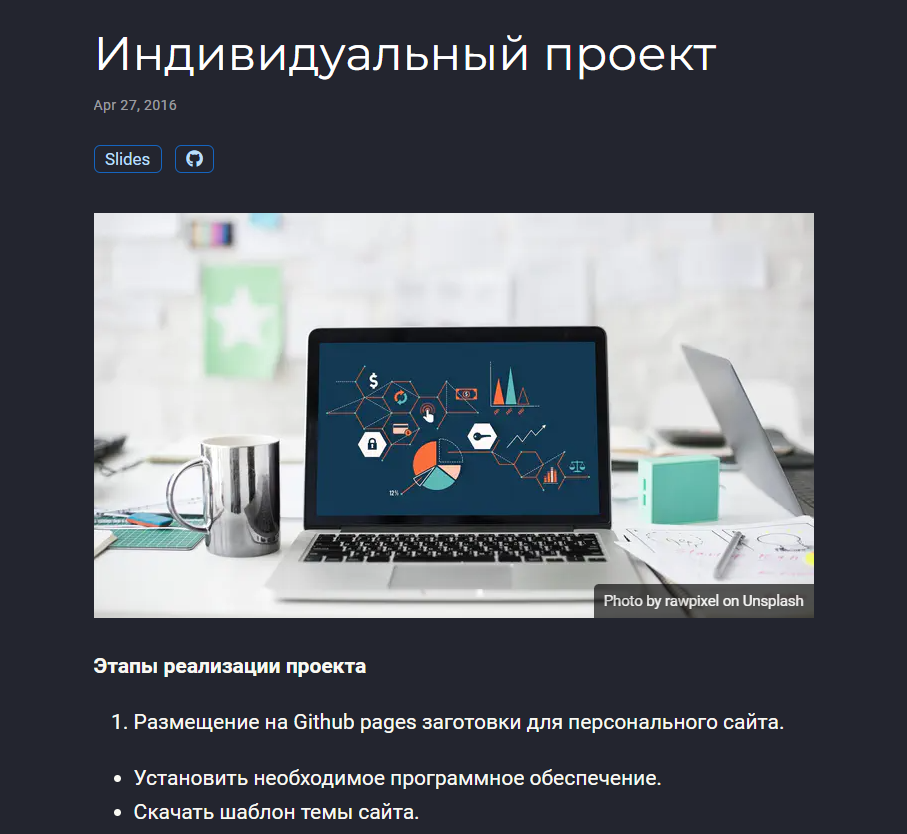 Индивидуальный проект
Apr 27, 2016
Slides
$
12%
Photo by rawpixel on Unsplash
Этапы реализации проекта
1. Размещение на Github pages заготовки для персонального сайта.
• Установить необходимое программное обеспечение.
• Скачать шаблон темы сайта.